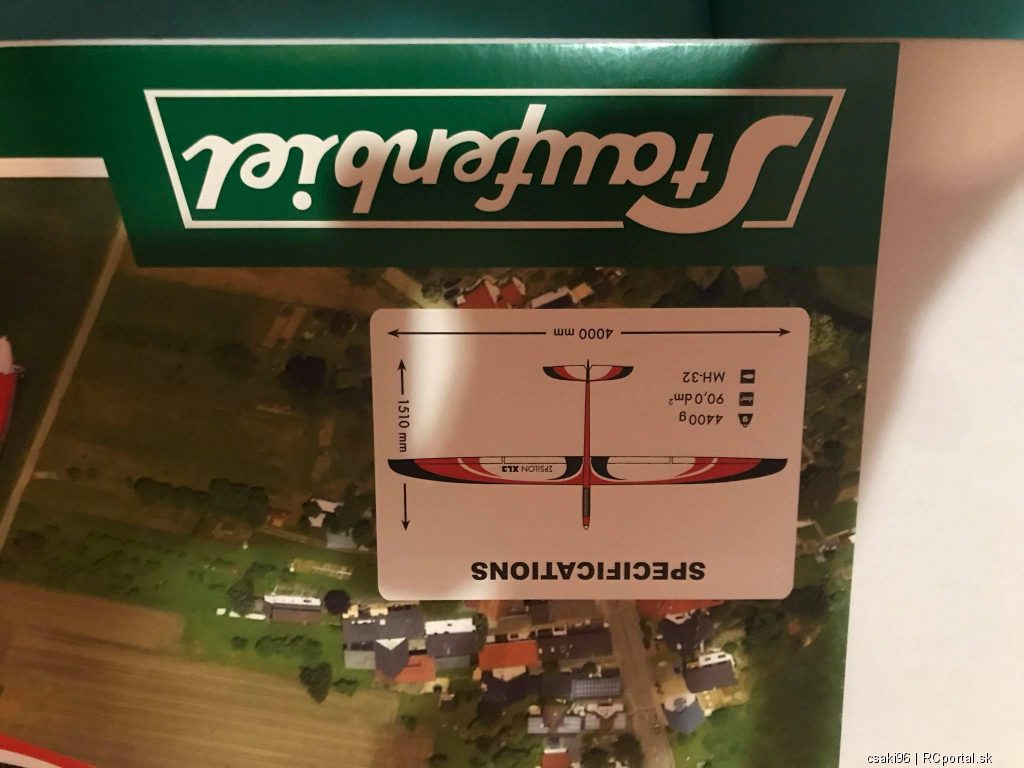 Staufenbiel
SPECIFICATIONS
EPSILON XL3
1510 mm
4400 g
90,0 dm²
MH-32
4000 mm
csaki96 | RCportal.sk